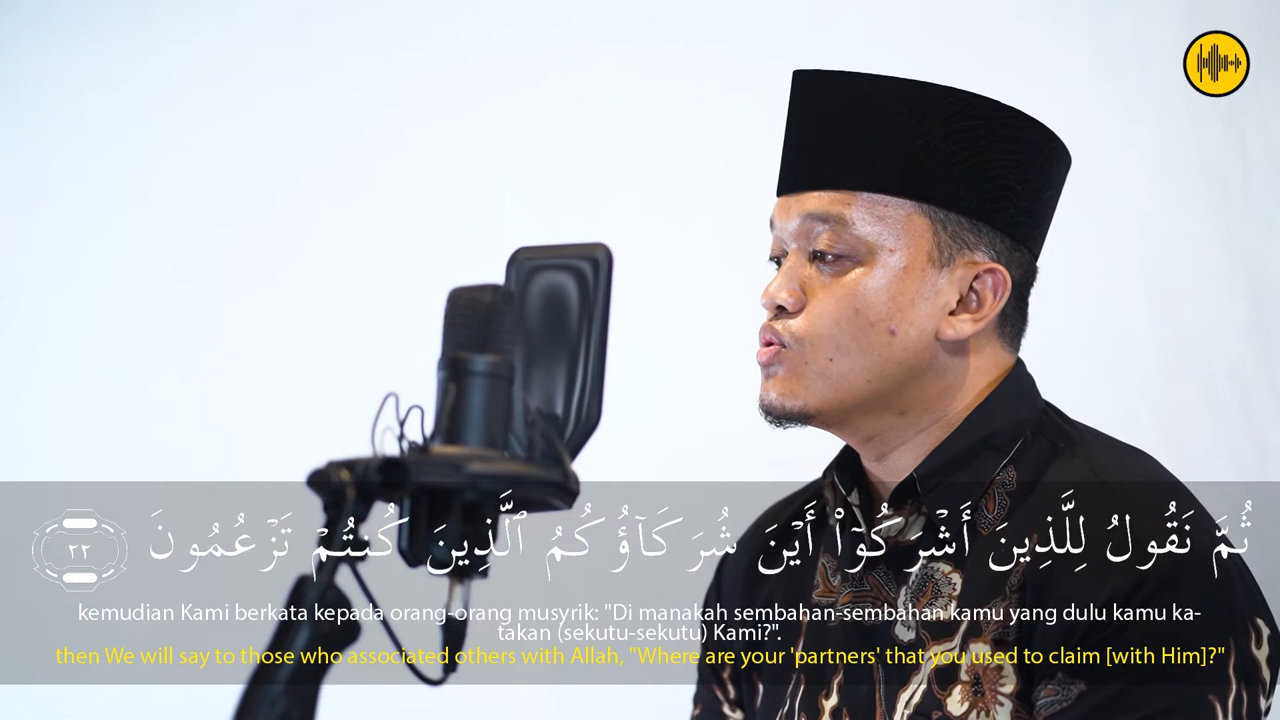 ثُمَّ نَقُولُ لِلَّذِينَ أَشْرَكُوٓا۟ أَيْنَ شُرَكَآؤُكُمُ ٱلَّذِينَ كُنتُمْ تَزْعُمُونَ ٢٢
kemudian Kami berkata kepada orang-orang musyrik: "Di manakah sembahan-sembahan kamu yang dulu kamu ka-
takan (sekutu-sekutu) Kami?".
then We will say to those who associated others with Allah, "Where are your 'partners' that you used to claim [with Him]?"